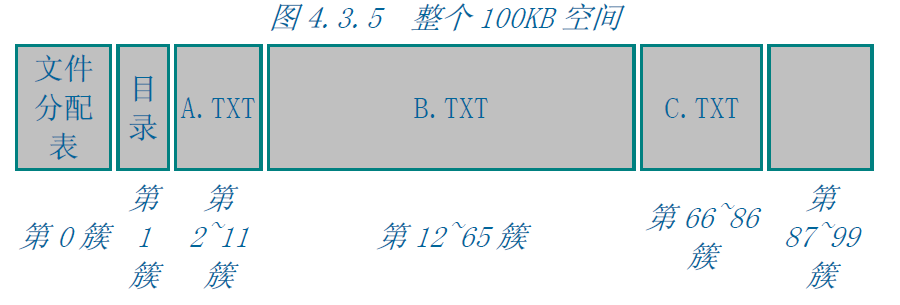 图 4.3.5 整个 100KB 空间
文件
分配
表
目
录
A.TXT
B.TXT
C.TXT
第 0 簇
第
1
簇
第
2~11
簇
第 12~65 簇
第 66~86
簇
第
87~99
簇